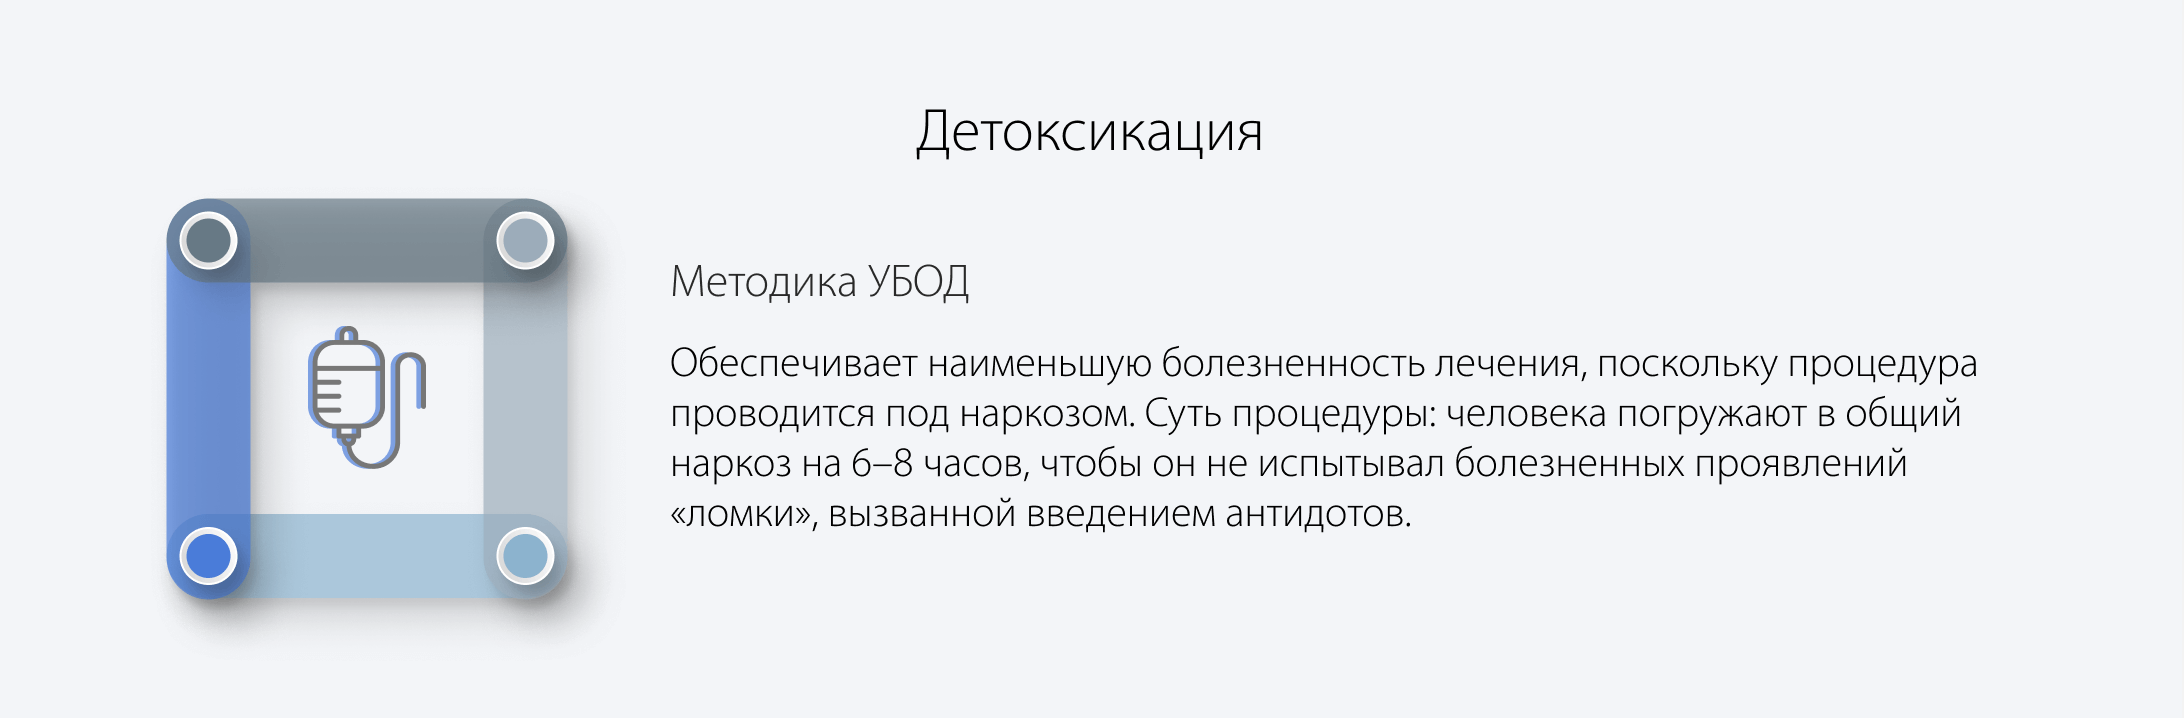 Детоксикация
Методика УБОД
Обеспечивает наименьшую болезненность лечения, поскольку процедура
проводится под наркозом. Суть процедуры: человека погружают в общий
наркоз на 6–8 часов, чтобы он не испытывал болезненных проявлений
«ломки», вызванной введением антидотов.